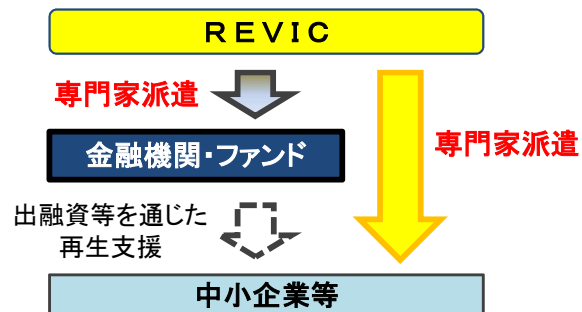 ＲＥＶＩＣ
専門家派遣
金融機関・ファンド
専門家派遣
出融資等を通じた
再生支援
中小企業等